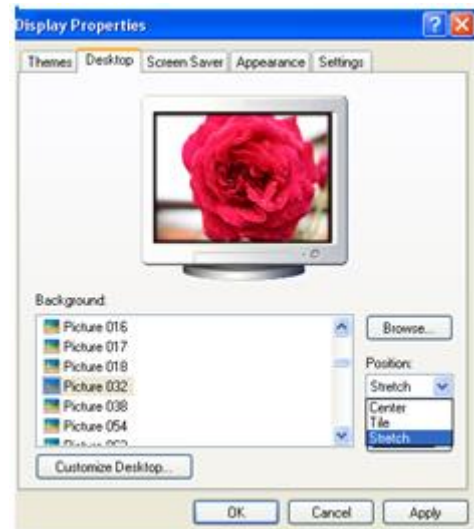 Display Properties
Themes Desktop Screen Saver Appearance Settings
Background:
Picture 016
Picture 017
Picture 018
Picture 032
Picture 038
Picture 054
Browse...
Position:
Stretch
Center
Tile
Stretch
Customize Desktop...
OK Cancel Apply